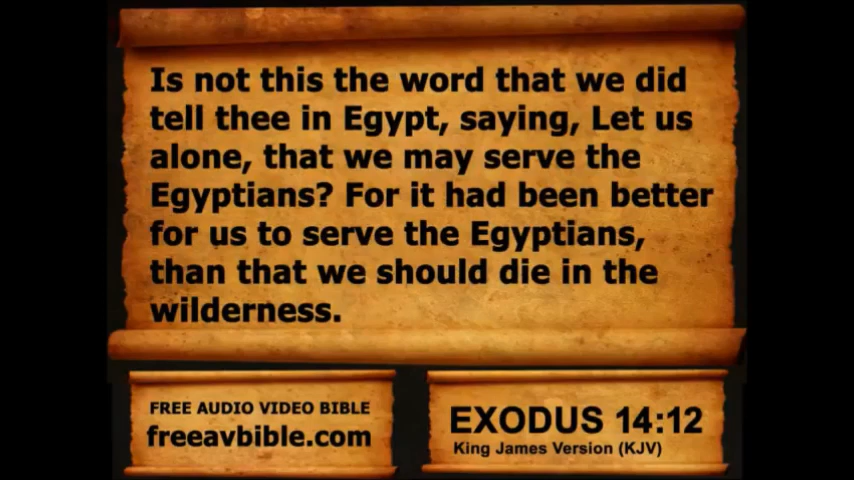 Is not this the word that we did
tell thee in Egypt, saying, Let us
alone, that we may serve the
Egyptians? For it had been better
for us to serve the Egyptians,
than that we should die in the
wilderness.
FREE AUDIO VIDEO BIBLE
freeavbible.com
EXODUS 14:12
King James Version (KJV)